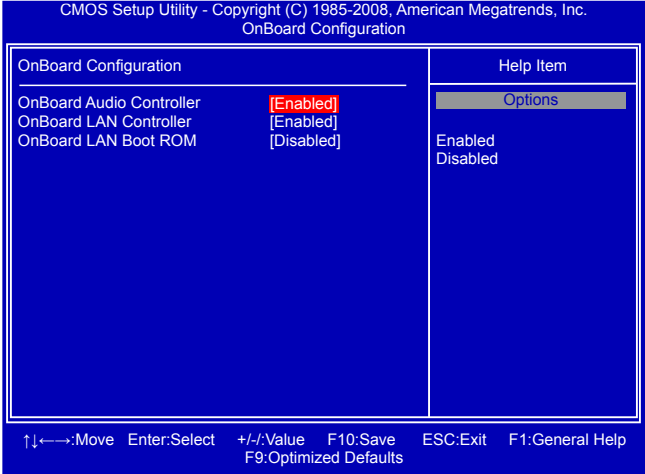 CMOS Setup Utility - Copyright (C) 1985-2008, American Megatrends, Inc.
OnBoard Configuration
OnBoard Configuration
Help Item
OnBoard Audio Controller [Enabled]
OnBoard LAN Controller [Enabled]
OnBoard LAN Boot ROM [Disabled]
Options
Enabled
Disabled
↑↓←→:Move Enter:Select +/-/:Value F10:Save ESC:Exit F1:General Help
F9:Optimized Defaults